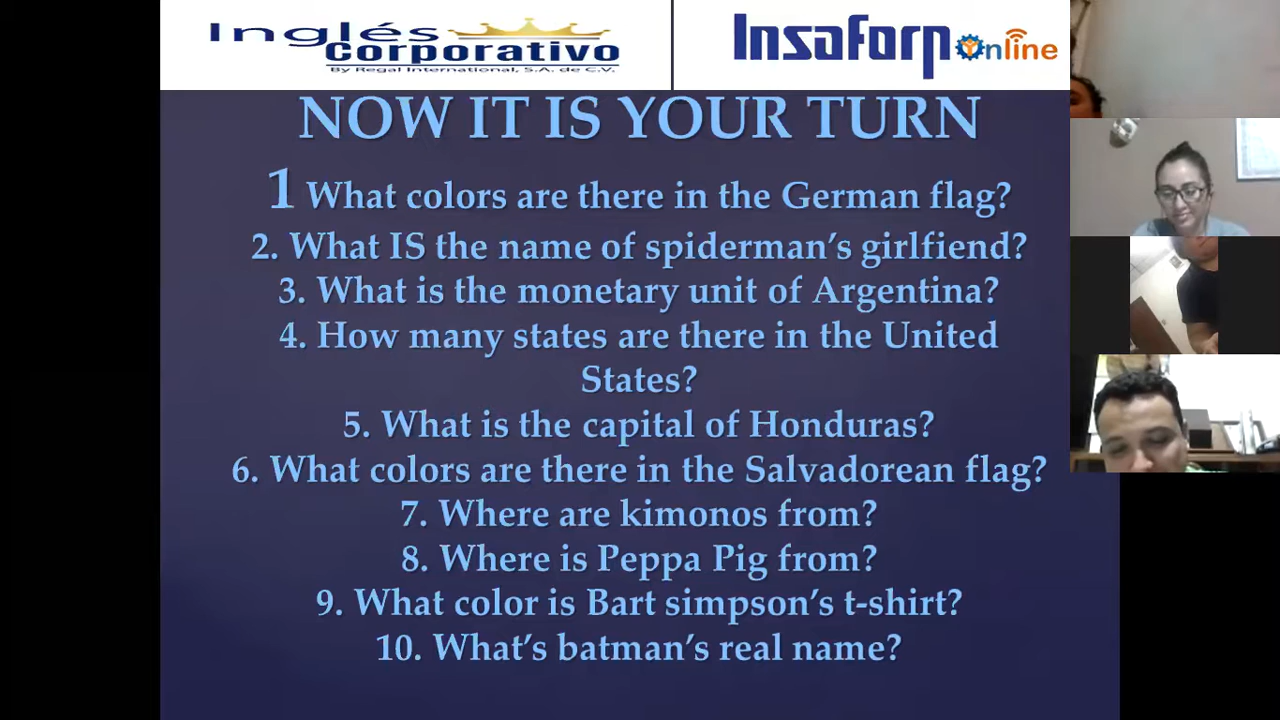 Inglés
Corporativo
By Regal International, S.A. de C.V.
Insaforp Online
NOW IT IS YOUR TURN
1 What colors are there in the German flag?
2. What IS the name of spiderman's girlfiend?
3. What is the monetary unit of Argentina?
4. How many states are there in the United
States?
5. What is the capital of Honduras?
6. What colors are there in the Salvadorean flag?
7. Where are kimonos from?
8. Where is Peppa Pig from?
9. What color is Bart simpson's t-shirt?
10. What's batman's real name?